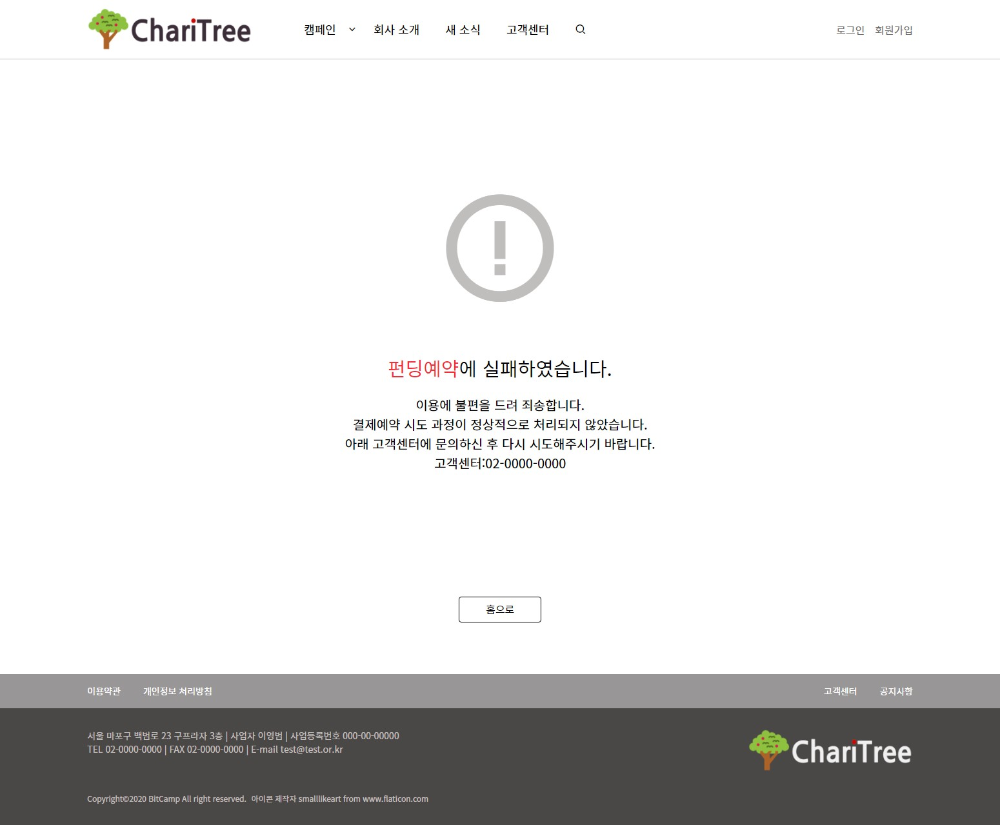 ChariTree
캠페인 회사 소개 새 소식 고객센터
로그인 회원가입
펀딩예약에 실패하였습니다.
이용에 불편을 드려 죄송합니다.
결제예약 시도 과정이 정상적으로 처리되지 않았습니다.
아래 고객센터에 문의하신 후 다시 시도해주시기 바랍니다.
고객센터:02-0000-0000
홈으로
이용약관 개인정보 처리방침
고객센터 공지사항
서울 마포구 백범로 23 구프라자 3층 | 사업자 이영범 | 사업등록번호 000-00-00000
TEL 02-0000-0000 | FAX 02-0000-0000 | E-mail test@test.or.kr
ChariTree
Copyright©2020 BitCamp All right reserved. 아이콘 제작자 smalllikeart from www.flaticon.com